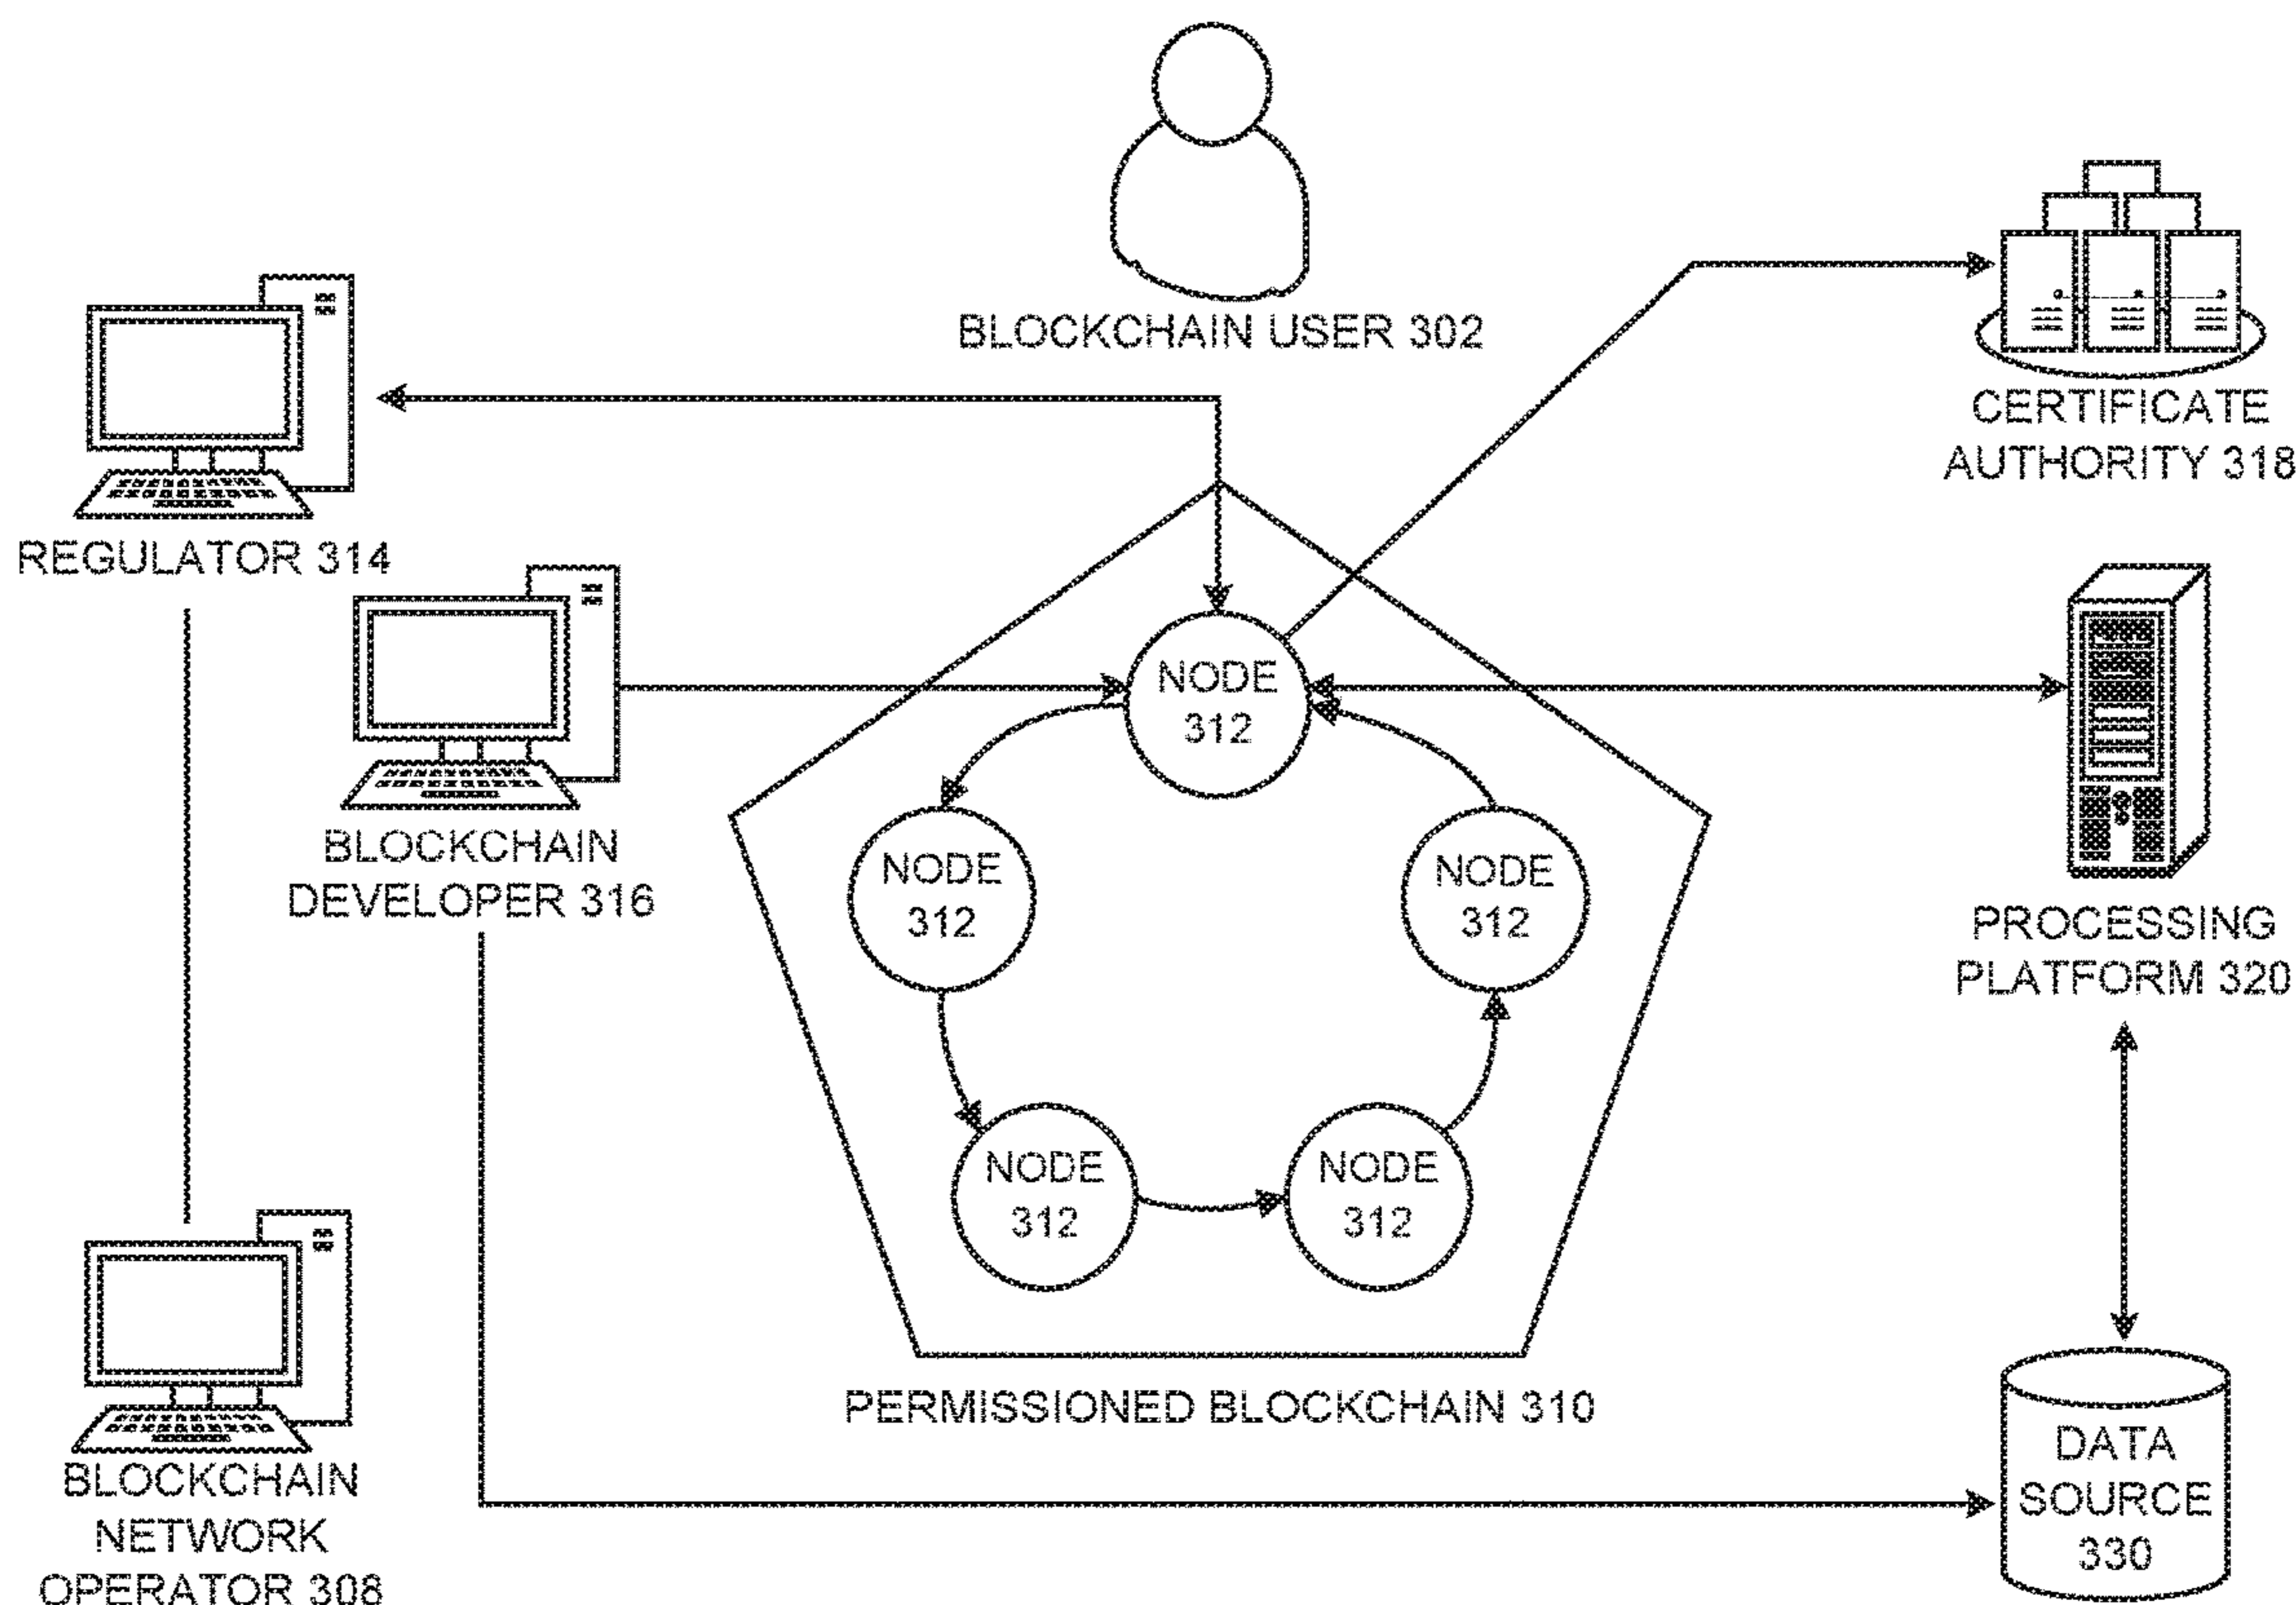 BLOCKCHAIN USER 302
CERTIFICATE
AUTHORITY 318
REGULATOR 314
NODE
312
BLOCKCHAIN
DEVELOPER 316
NODE
312
NODE
312
PROCESSING
PLATFORM 320
NODE
312
NODE
312
PERMISSIONED BLOCKCHAIN 310
BLOCKCHAIN
NETWORK
OPERATOR 308
DATA
SOURCE
330